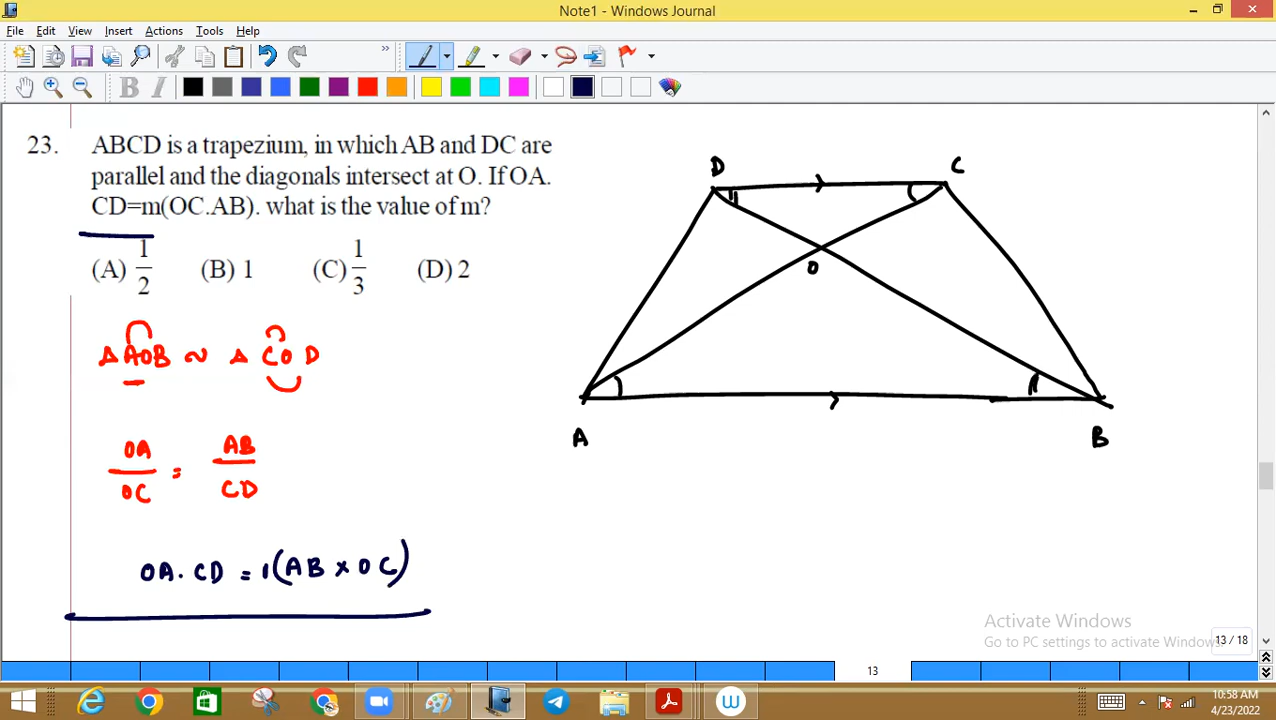 Note1 - Windows Journal
File Edit View Insert Actions Tools Help
23. ABCD is a trapezium, in which AB and DC are
parallel and the diagonals intersect at O. If OA.
CD=m(OC.AB). what is the value of m?
(A) 1/2 (B) 1 (C) 1/3 (D) 2
Δ AOB ~ Δ COD
OA/OC = AB/CD
OA. CD = 1(AB × OC)
D C
O
A B
Activate Windows
Go to PC settings to activate Windows.
13 / 18
13
10:58 AM
4/23/2022